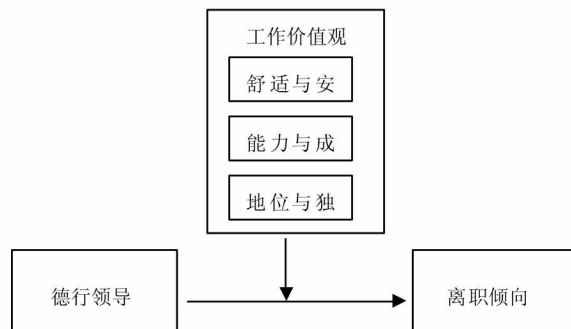 工作价值观
舒适与安
能力与成
地位与独
德行领导
离职倾向